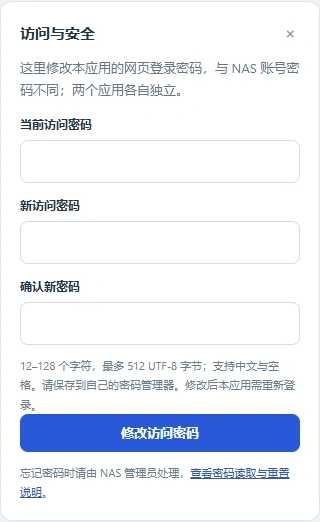 访问与安全 ×
这里修改本应用的网页登录密码，与 NAS 账号密
码不同；两个应用各自独立。
当前访问密码
新访问密码
确认新密码
12–128 个字符，最多 512 UTF-8 字节；支持中文与空
格。请保存到自己的密码管理器。修改后本应用需重新登
录。
修改访问密码
忘记密码时请由 NAS 管理员处理，查看密码读取与重置
说明。